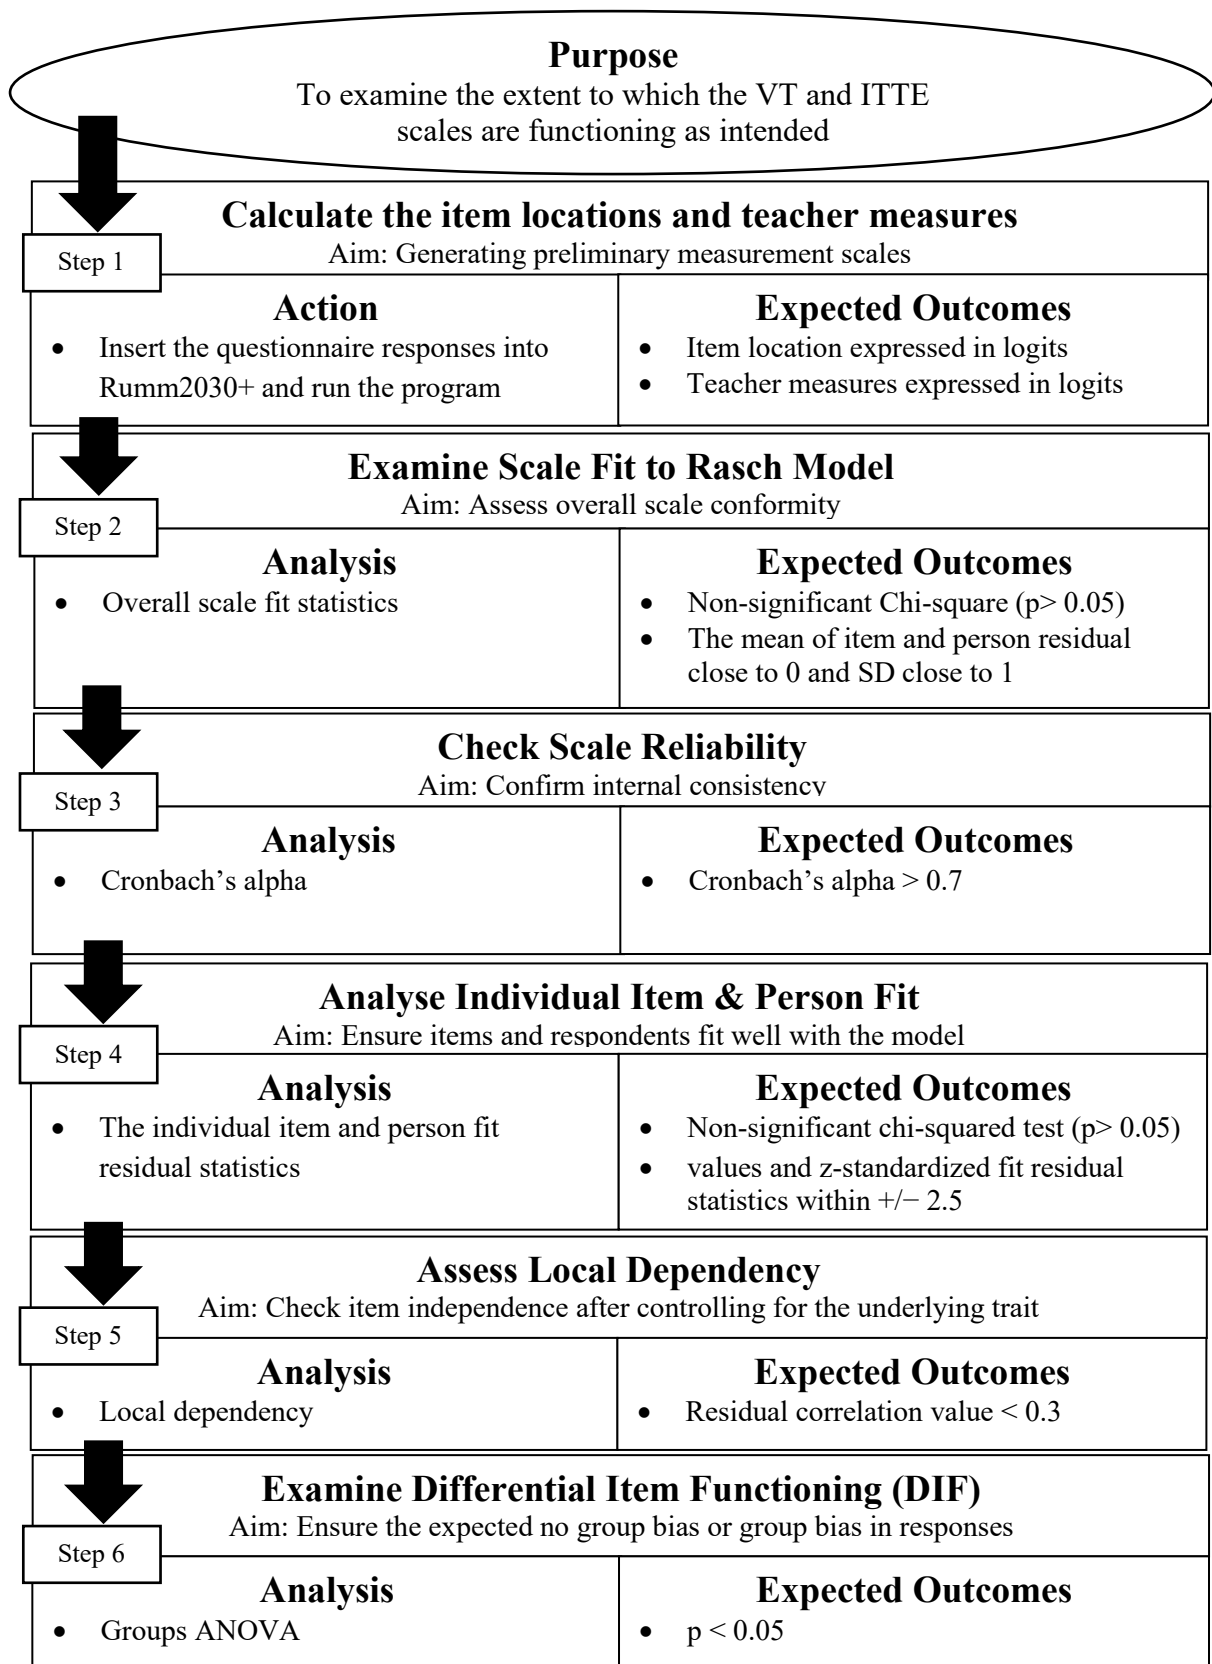 Purpose
To examine the extent to which the VT and ITTE
scales are functioning as intended
Calculate the item locations and teacher measures
Aim: Generating preliminary measurement scales
Step 1
Action
• Insert the questionnaire responses into
Rumm2030+ and run the program
Expected Outcomes
• Item location expressed in logits
• Teacher measures expressed in logits
Examine Scale Fit to Rasch Model
Aim: Assess overall scale conformity
Step 2
Analysis
• Overall scale fit statistics
Expected Outcomes
• Non-significant Chi-square (p> 0.05)
• The mean of item and person residual
close to 0 and SD close to 1
Check Scale Reliability
Aim: Confirm internal consistency
Step 3
Analysis
• Cronbach’s alpha
Expected Outcomes
• Cronbach’s alpha > 0.7
Analyse Individual Item & Person Fit
Aim: Ensure items and respondents fit well with the model
Step 4
Analysis
• The individual item and person fit
residual statistics
Expected Outcomes
• Non-significant chi-squared test (p> 0.05)
• values and z-standardized fit residual
statistics within +/− 2.5
Assess Local Dependency
Aim: Check item independence after controlling for the underlying trait
Step 5
Analysis
• Local dependency
Expected Outcomes
• Residual correlation value < 0.3
Examine Differential Item Functioning (DIF)
Aim: Ensure the expected no group bias or group bias in responses
Step 6
Analysis
• Groups ANOVA
Expected Outcomes
• p < 0.05